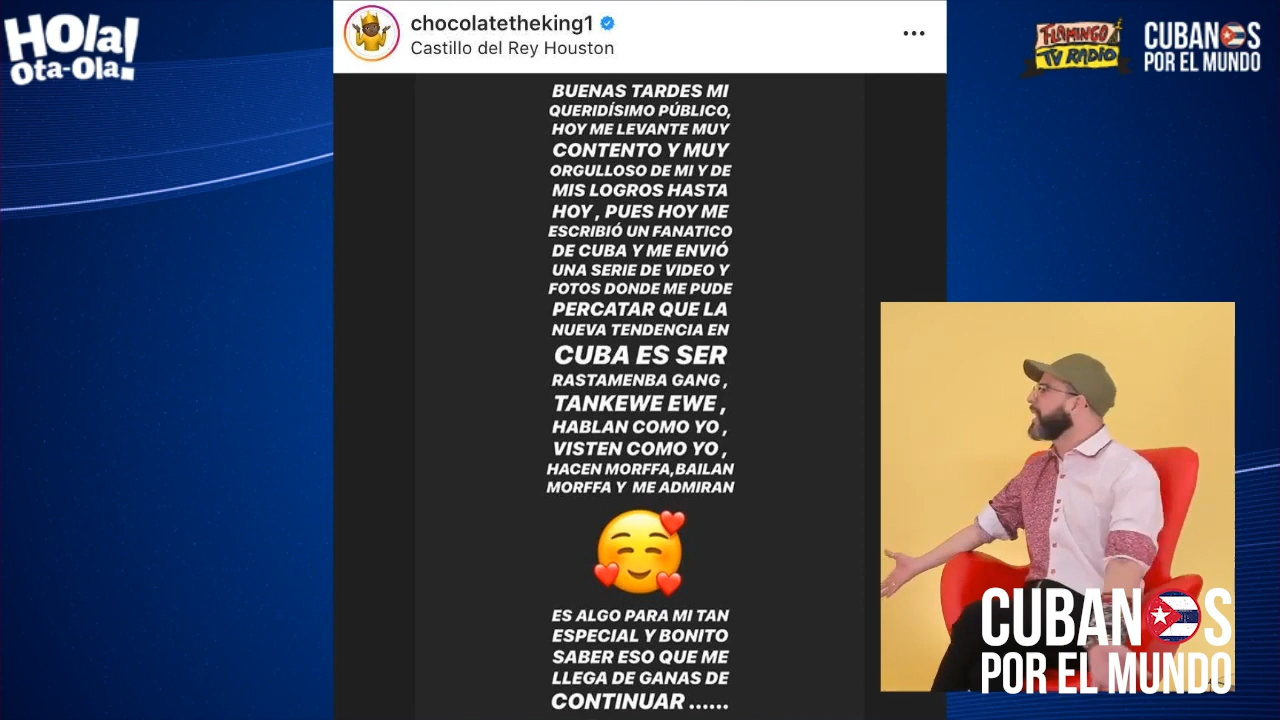 HOla!
Ota-Ola!
chocolatetheking1
Castillo del Rey Houston
FLAMINGO
TV RADIO
CUBANOS
POR EL MUNDO
BUENAS TARDES MI
QUERIDÍSIMO PÚBLICO,
HOY ME LEVANTE MUY
CONTENTO Y MUY
ORGULLOSO DE MI Y DE
MIS LOGROS HASTA
HOY , PUES HOY ME
ESCRIBIÓ UN FANATICO
DE CUBA Y ME ENVIÓ
UNA SERIE DE VIDEO Y
FOTOS DONDE ME PUDE
PERCATAR QUE LA
NUEVA TENDENCIA EN
CUBA ES SER
RASTAMENBA GANG ,
TANKEWE EWE ,
HABLAN COMO YO ,
VISTEN COMO YO ,
HACEN MORFFA,BAILAN
MORFFA Y ME ADMIRAN
ES ALGO PARA MI TAN
ESPECIAL Y BONITO
SABER ESO QUE ME
LLEGA DE GANAS DE
CONTINUAR ......
CUBANOS
POR EL MUNDO